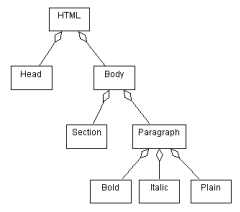 HTML
Head
Body
Section
Paragraph
Bold
Italic
Plain